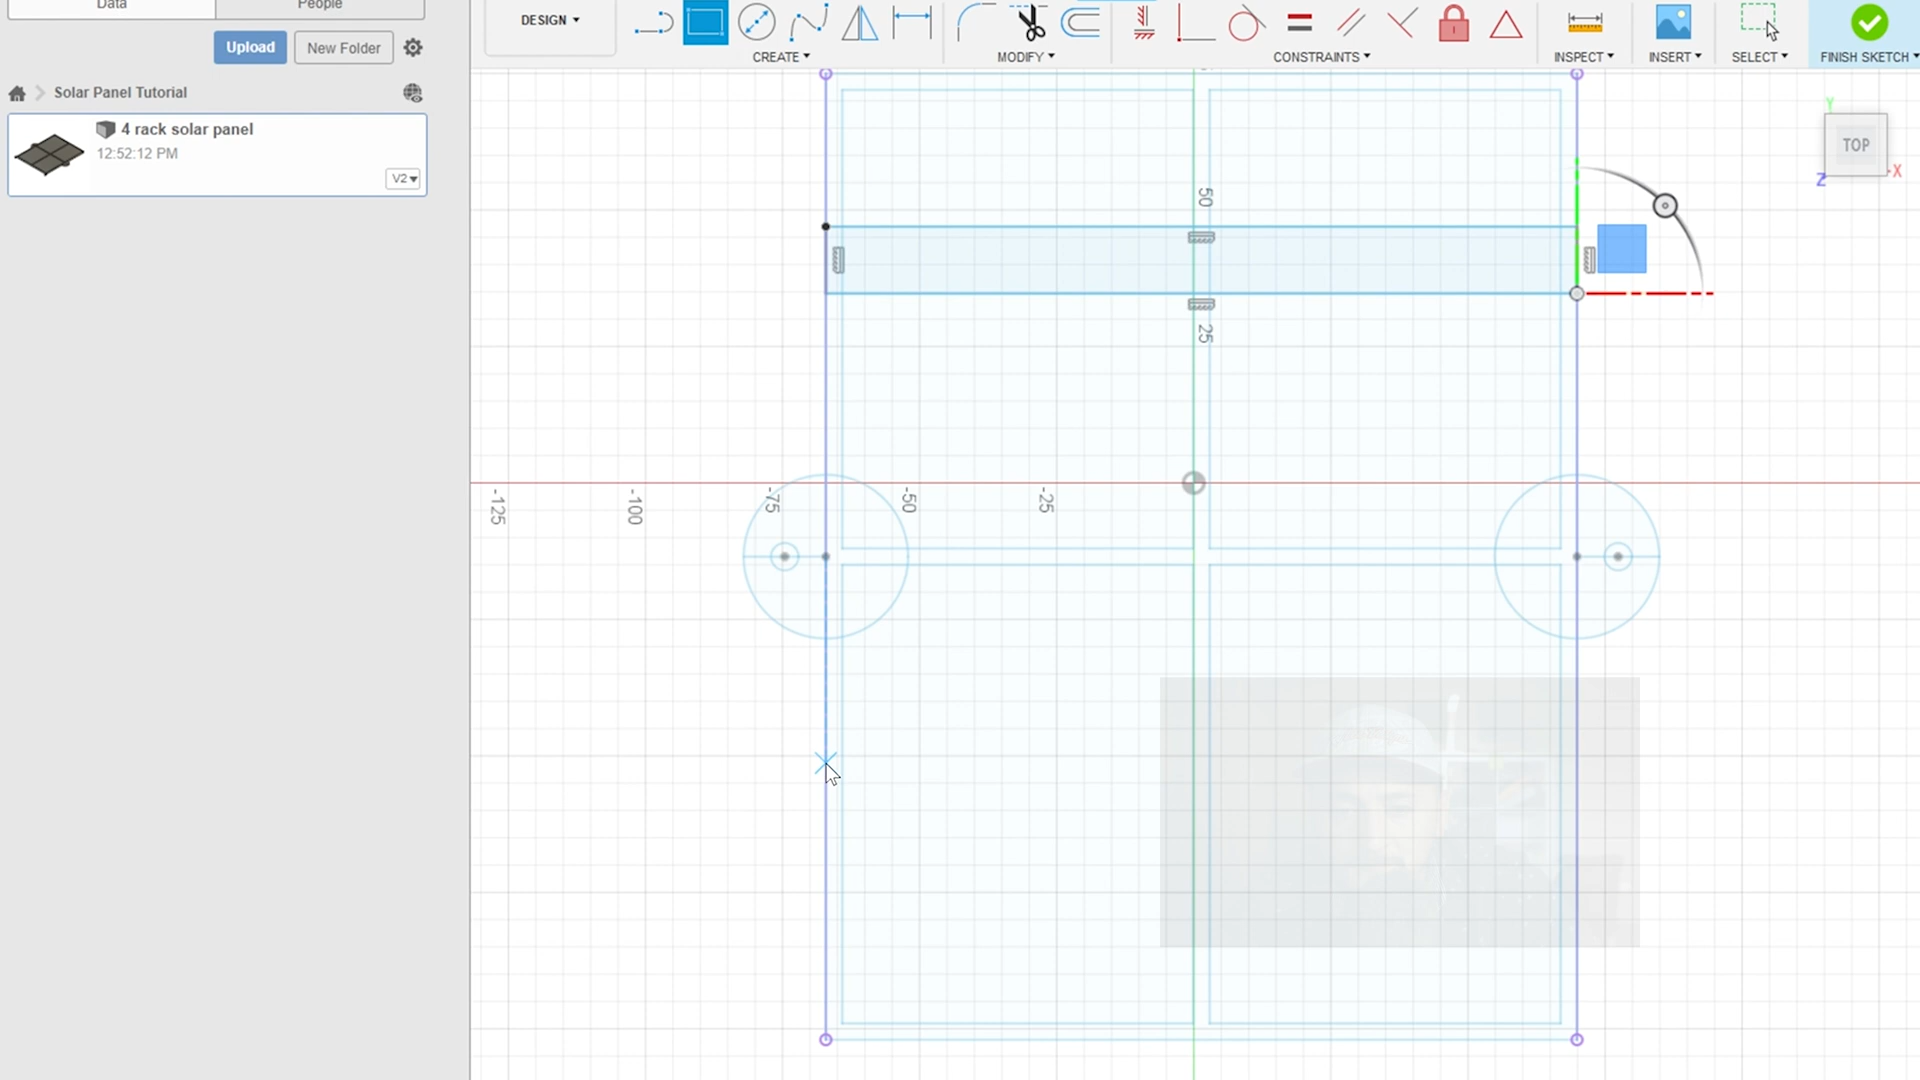 Data
People
Upload
New Folder
Solar Panel Tutorial
4 rack solar panel
12:52:12 PM
V2
DESIGN
CREATE
MODIFY
CONSTRAINTS
INSPECT
INSERT
SELECT
FINISH SKETCH
Y
TOP
X
Z
50
25
-125
-100
-75
-50
-25